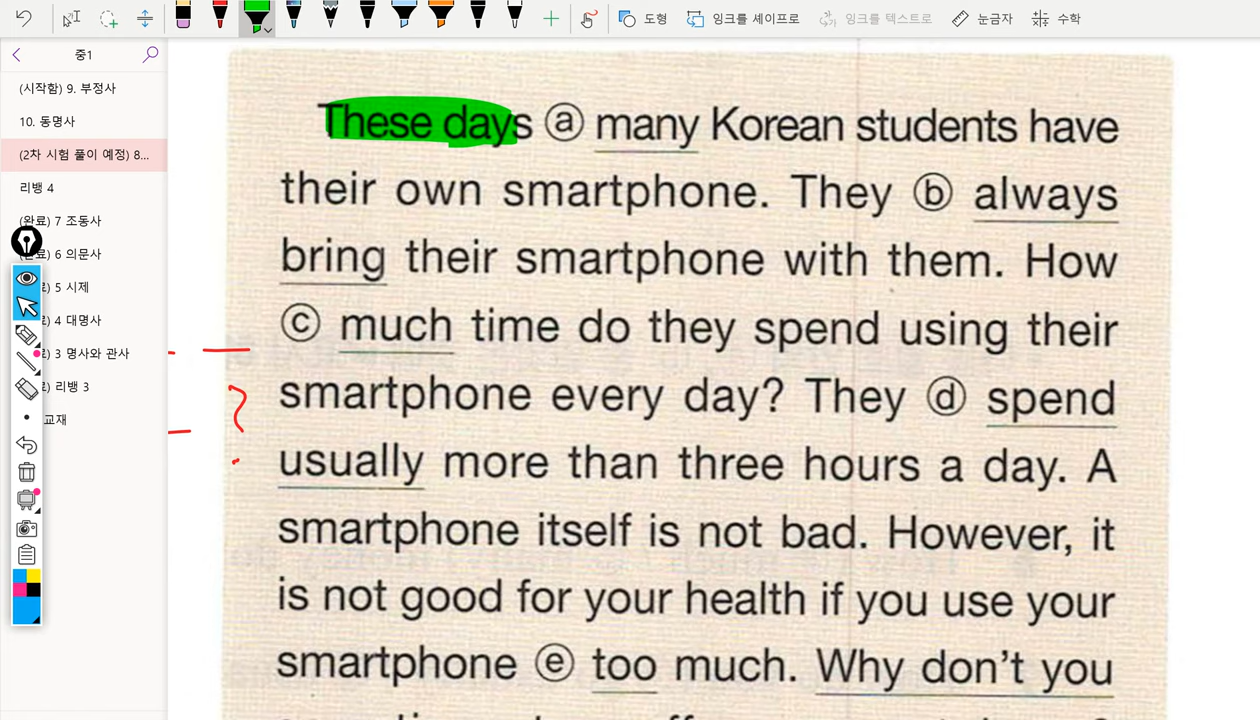 도형 잉크를 셰이프로 잉크를 텍스트로 눈금자 수학
중1
(시작함) 9. 부정사
10. 동명사
(2차 시험 풀이 예정) 8...
리뱅 4
(완료) 7 조동사
6 의문사
5 시제
4 대명사
3 명사와 관사
리뱅 3
교재
These days ⓐ many Korean students have
their own smartphone. They ⓑ always
bring their smartphone with them. How
ⓒ much time do they spend using their
smartphone every day? They ⓓ spend
usually more than three hours a day. A
smartphone itself is not bad. However, it
is not good for your health if you use your
smartphone ⓔ too much. Why don't you